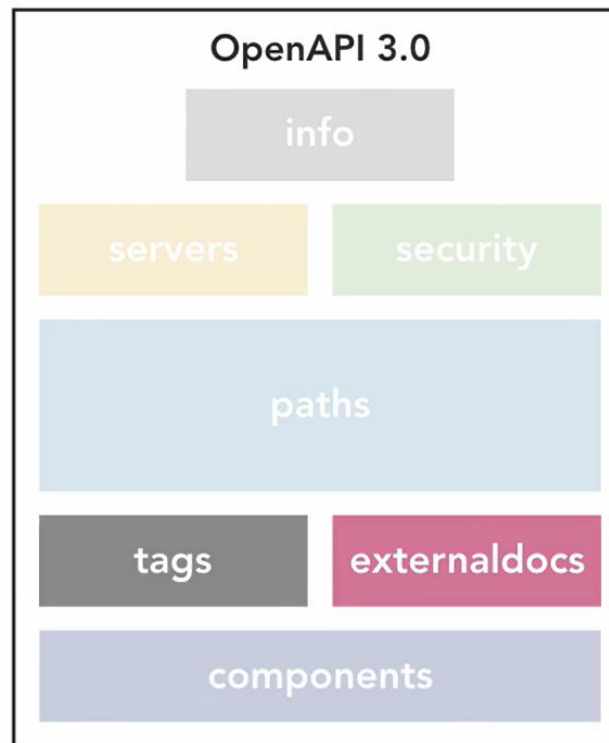 OpenAPI 3.0
info
servers security
paths
tags externaldocs
components